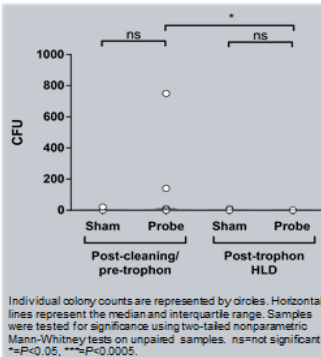 *
ns
ns
1000
800
600
400
200
0
CFU
Sham Probe Sham Probe
Post-cleaning/ Post-trophon
pre-trophon HLD
Individual colony counts are represented by circles. Horizontal
lines represent the median and interquartile range. Samples
were tested for significance using two-tailed nonparametric
Mann-Whitney tests on unpaired samples. ns=not significant
*=P<0.05, ***=P<0.0005.